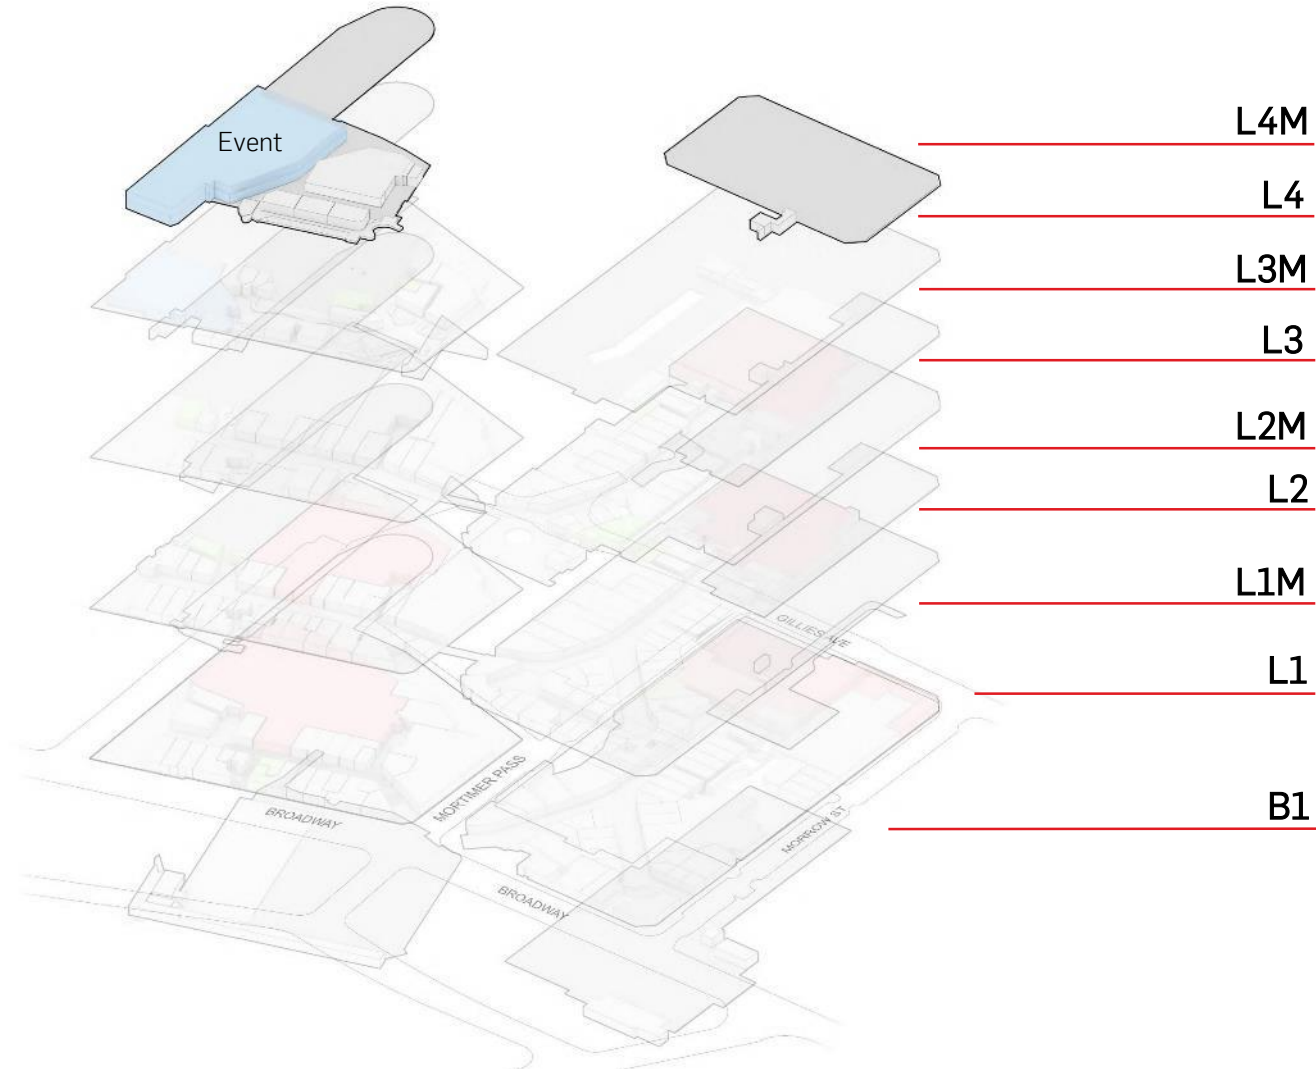 L4M
Event
L4
L3M
L3
L2M
L2
L1M
GILLIES AVE
L1
MORTIMER PASS
B1
BROADWAY
MORROW ST
BROADWAY